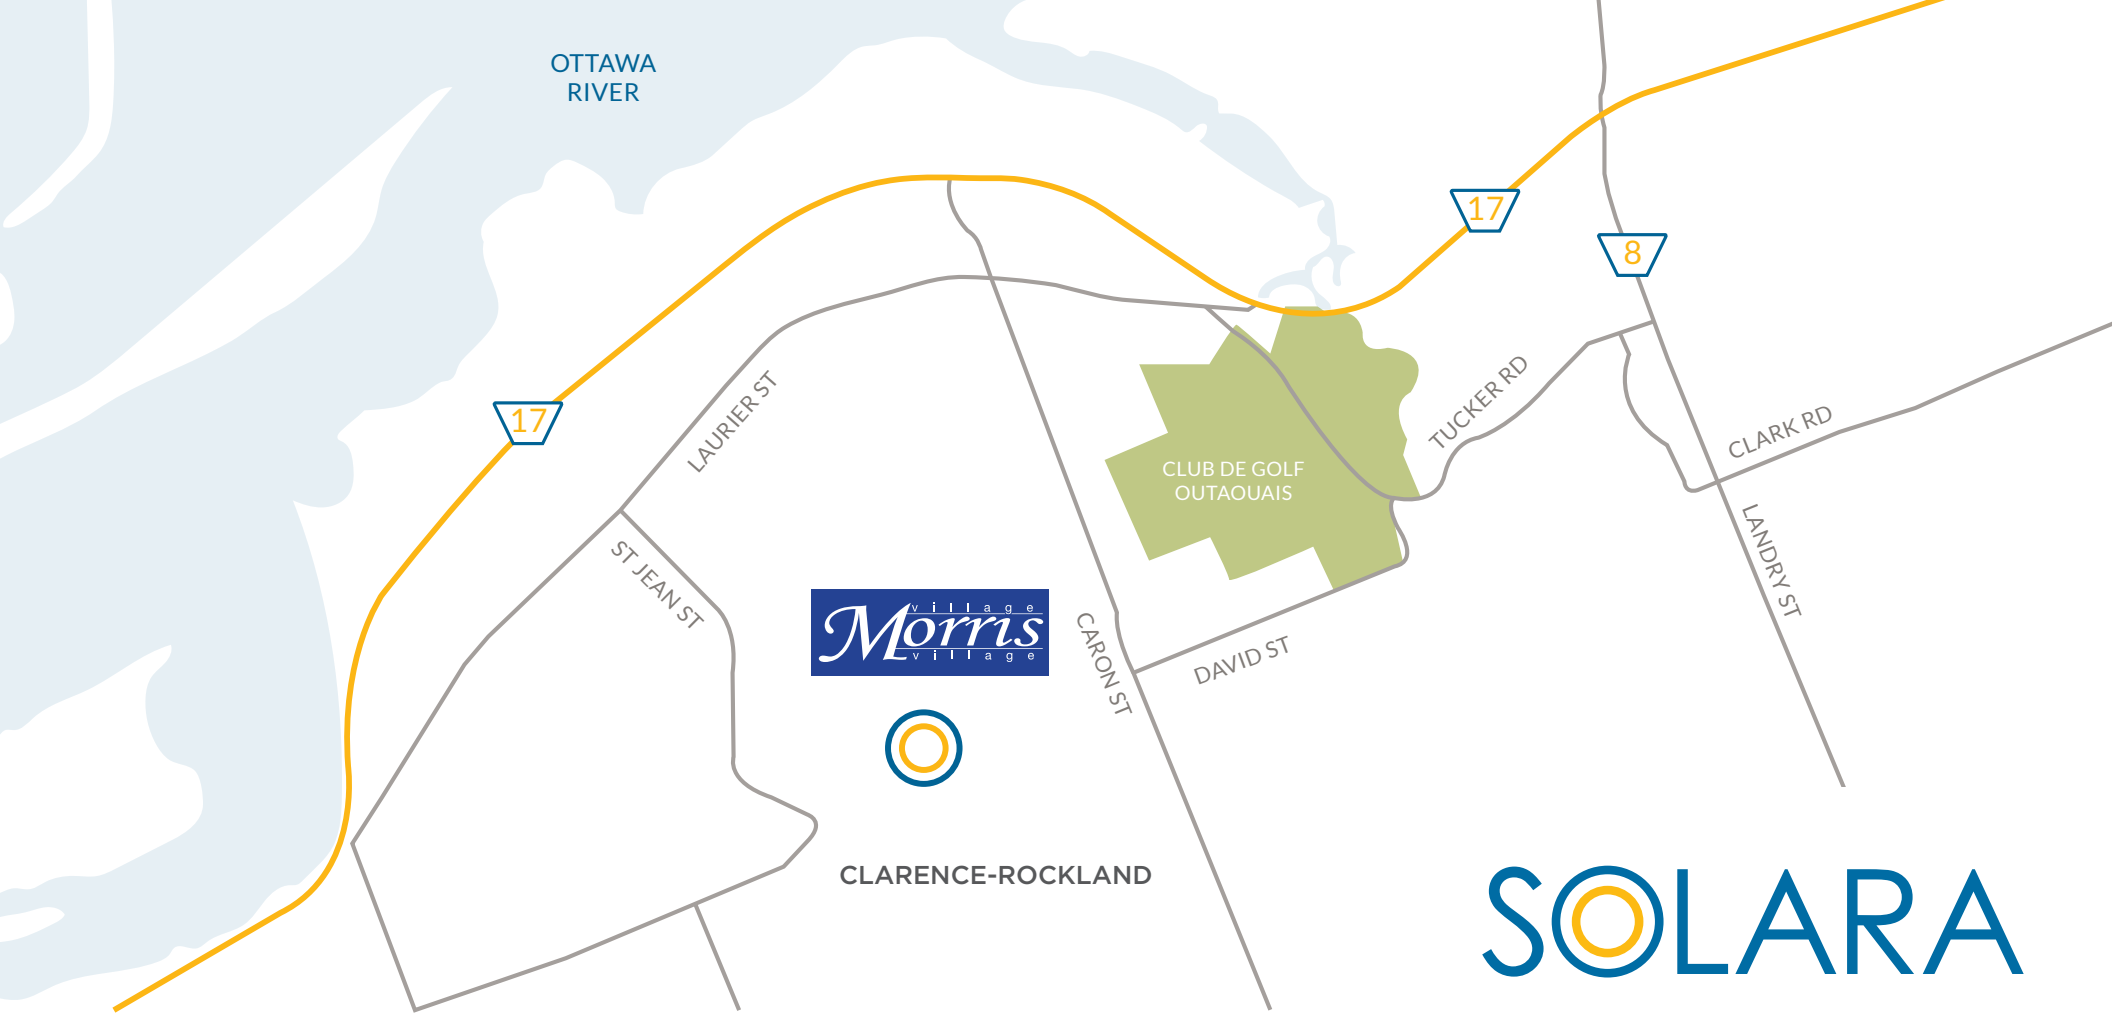 OTTAWA
RIVER
17
8
17
LAURIER ST
TUCKER RD
CLARK RD
CLUB DE GOLF
OUTAOUAIS
ST JEAN ST
LANDRY ST
village
Morris
village
CARON ST
DAVID ST
CLARENCE-ROCKLAND
SOLARA